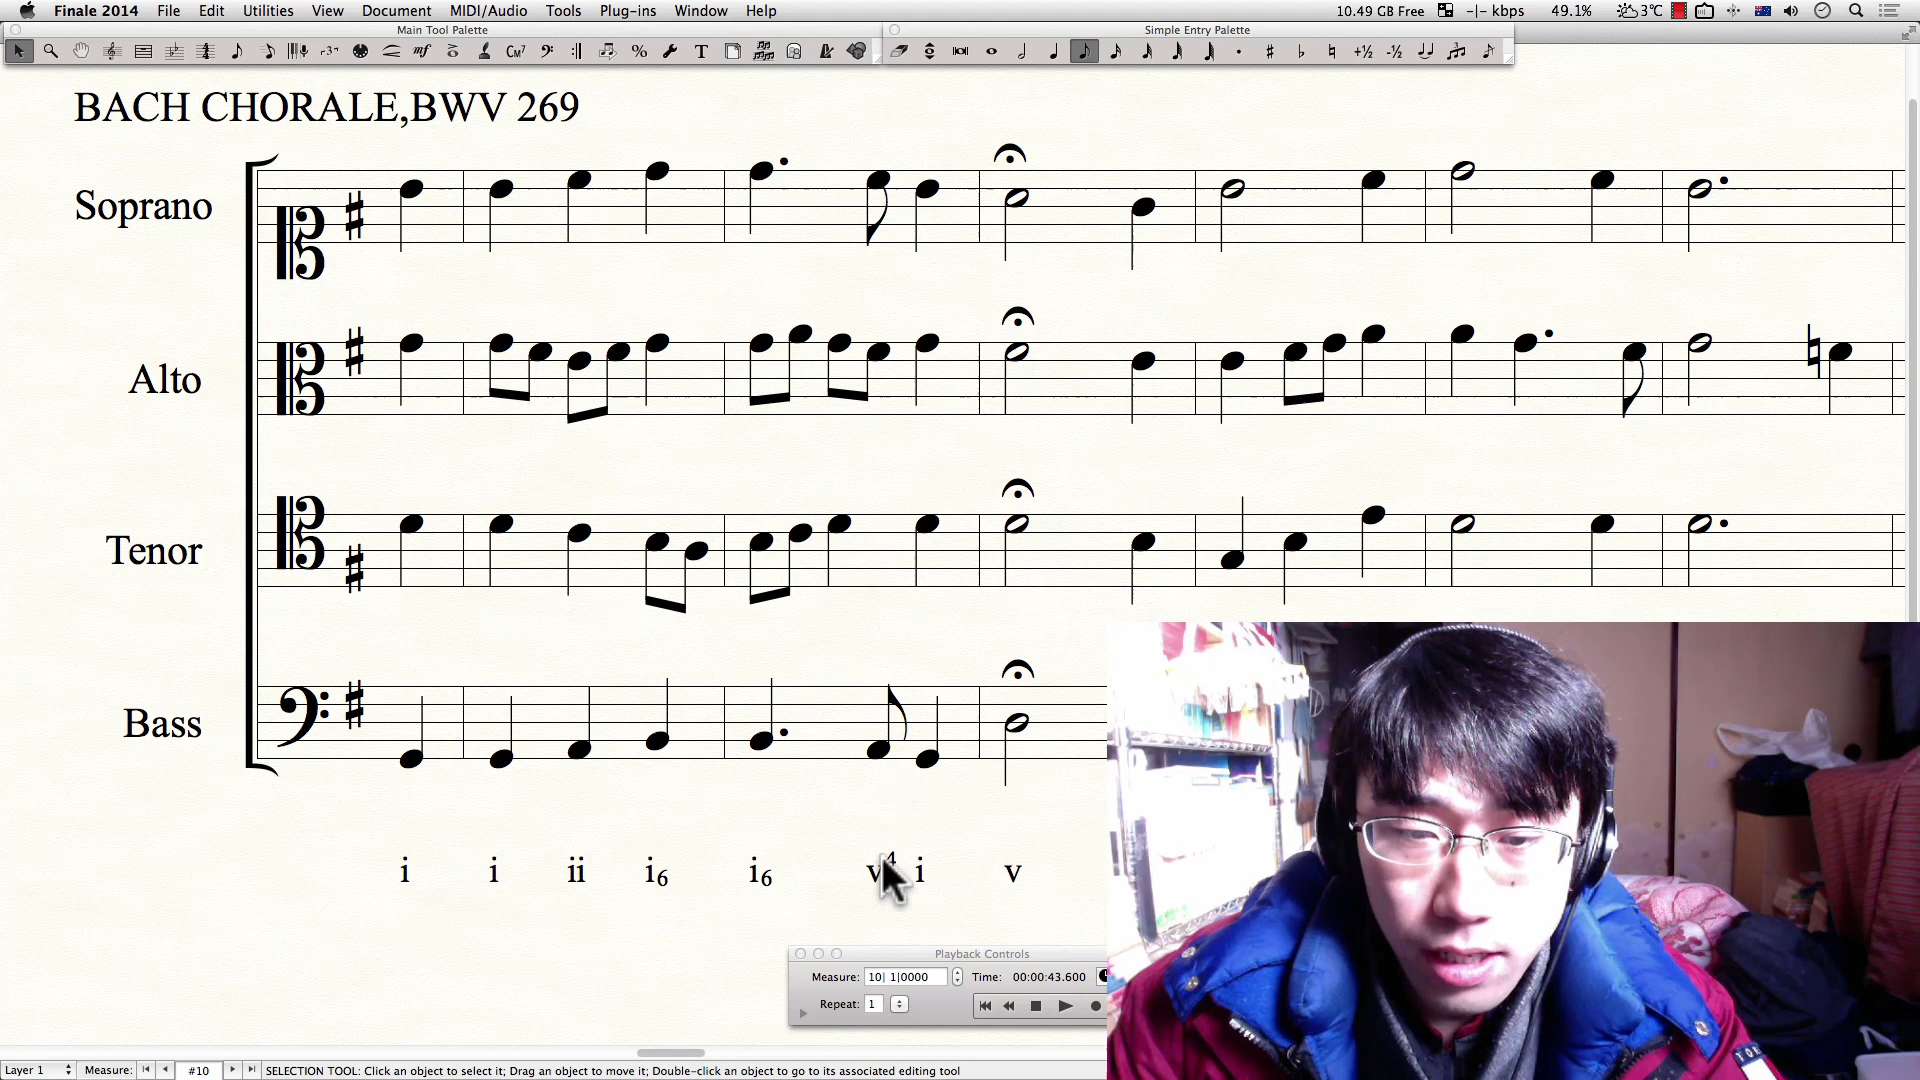 Finale 2014 File Edit Utilities View Document MIDI/Audio Tools Plug-ins Window Help 10.49 GB Free -|- kbps 49.1% 3°C
Main Tool Palette Simple Entry Palette
BACH CHORALE,BWV 269
Soprano
Alto
Tenor
Bass
i i ii i6 i6 i v
Playback Controls
Measure: 10| 1|0000 Time: 00:00:43.600
Repeat: 1
Layer 1 Measure: #10 SELECTION TOOL: Click an object to select it; Drag an object to move it; Double-click an object to go to its associated editing tool